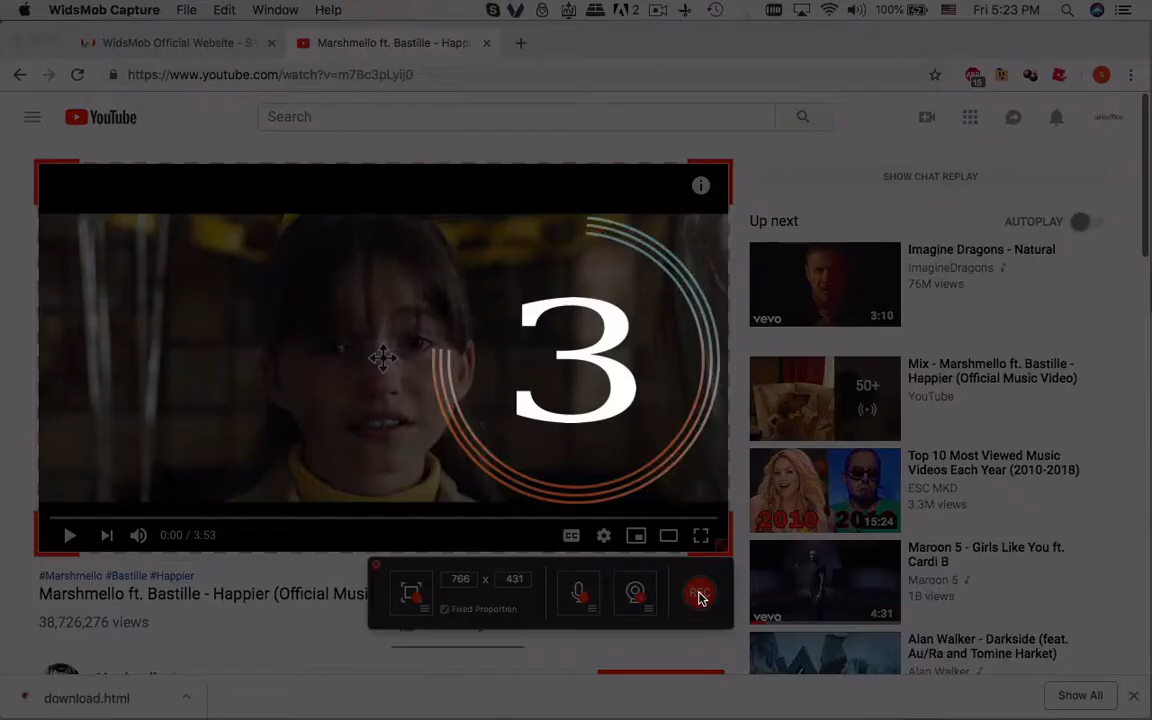 WidsMob Capture File Edit Window Help
2
100%
Fri 5:23 PM
WidsMob Official Website - S
Marshmello ft. Bastille - Happi
https://www.youtube.com/watch?v=m7Bc3pLyij0
15
S
YouTube
Search
3
SHOW CHAT REPLAY
Up next
AUTOPLAY
Imagine Dragons - Natural
ImagineDragons
76M views
vevo
3:10
Mix - Marshmello ft. Bastille -
Happier (Official Music Video)
YouTube
50+
Top 10 Most Viewed Music
Videos Each Year (2010-2018)
ESC MKD
3.3M views
2010
15:24
Maroon 5 - Girls Like You ft.
Cardi B
Maroon 5
1B views
vevo
4:31
Alan Walker - Darkside (feat.
Au/Ra and Tomine Harket)
Alan Walker
0:00 / 3:53
CC
#Marshmello #Bastille #Happier
Marshmello ft. Bastille - Happier (Official Musi
38,726,276 views
766 x 431
Fixed Proportion
REC
download.html
Show All